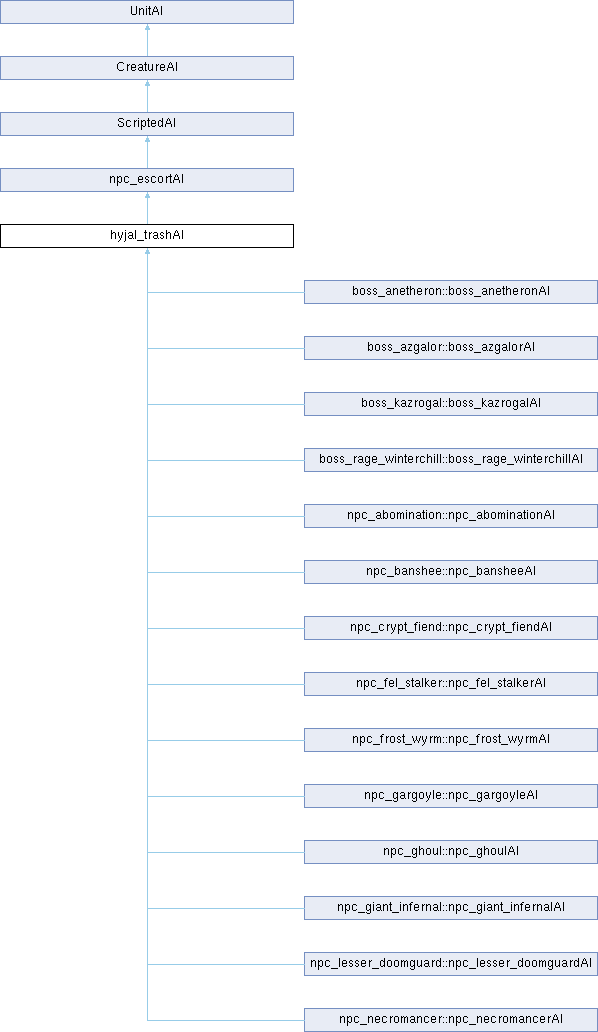 UnitAI
CreatureAI
ScriptedAI
npc_escortAI
hyjal_trashAI
boss_anetheron::boss_anetheronAI
boss_azgalor::boss_azgalorAI
boss_kazrogal::boss_kazrogalAI
boss_rage_winterchill::boss_rage_winterchillAI
npc_abomination::npc_abominationAI
npc_banshee::npc_bansheeAI
npc_crypt_fiend::npc_crypt_fiendAI
npc_fel_stalker::npc_fel_stalkerAI
npc_frost_wyrm::npc_frost_wyrmAI
npc_gargoyle::npc_gargoyleAI
npc_ghoul::npc_ghoulAI
npc_giant_infernal::npc_giant_infernalAI
npc_lesser_doomguard::npc_lesser_doomguardAI
npc_necromancer::npc_necromancerAI